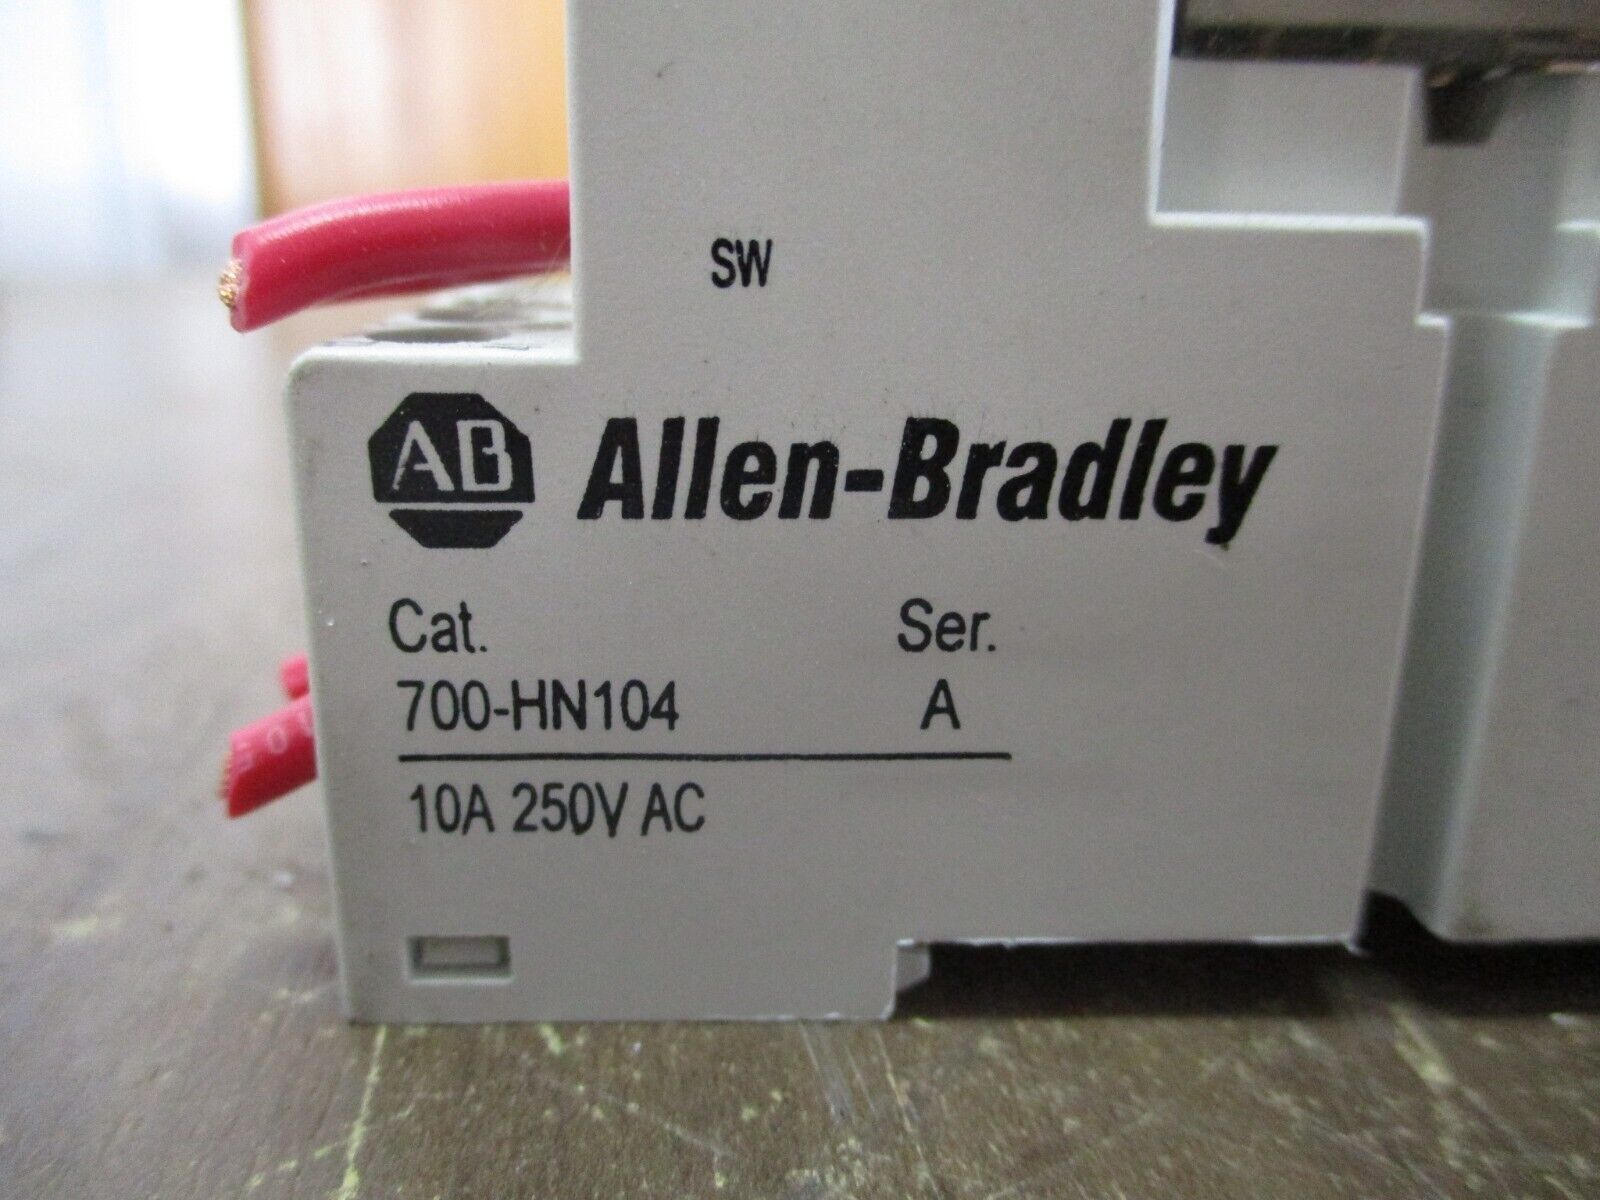 SW
AB Allen-Bradley
Cat. Ser.
700-HN104 A
10A 250V AC